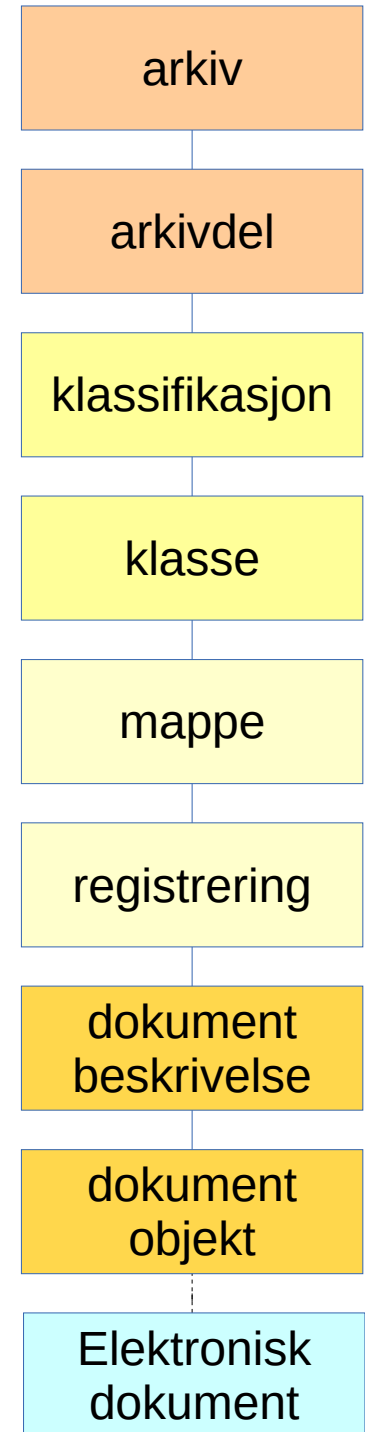 arkiv
arkivdel
klassifikasjon
klasse
mappe
registrering
dokument
beskrivelse
dokument
objekt
Elektronisk
dokument